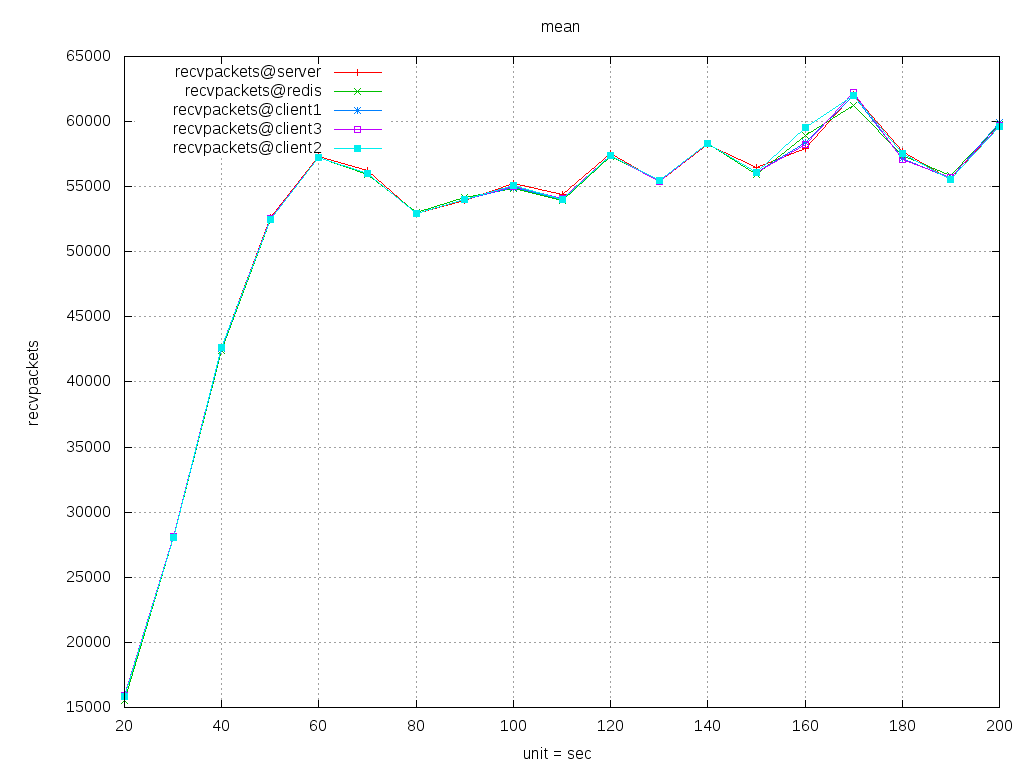 mean
65000
60000
55000
50000
45000
40000
35000
30000
25000
20000
15000
recvpackets
recvpackets@server
recvpackets@redis
recvpackets@client1
recvpackets@client3
recvpackets@client2
20 40 60 80 100 120 140 160 180 200
unit = sec